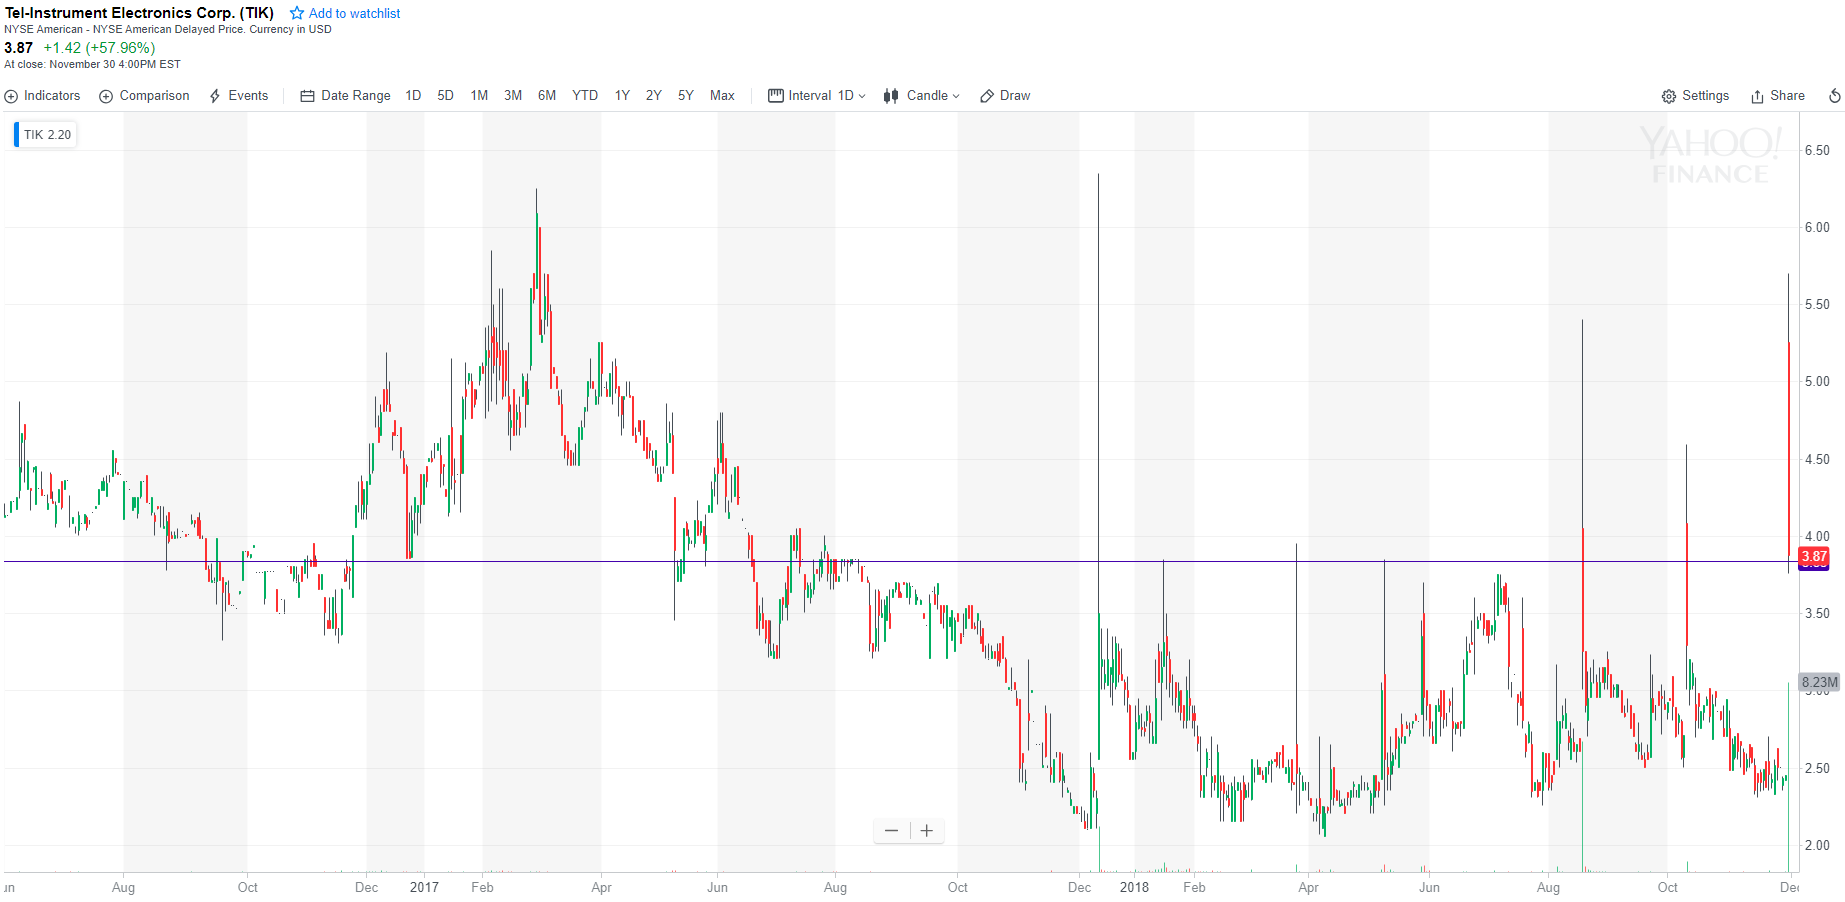 Tel-Instrument Electronics Corp. (TIK) Add to watchlist
NYSE American - NYSE American Delayed Price. Currency in USD
3.87 +1.42 (+57.96%)
At close: November 30 4:00PM EST
Indicators Comparison Events Date Range 1D 5D 1M 3M 6M YTD 1Y 2Y 5Y Max Interval 1D Candle Draw Settings Share
TIK 2.20
YAHOO!
FINANCE
6.50
6.00
5.50
5.00
4.50
4.00
3.87
3.50
8.23M
3.00
2.50
2.00
un Aug Oct Dec 2017 Feb Apr Jun Aug Oct Dec 2018 Feb Apr Jun Aug Oct Dec